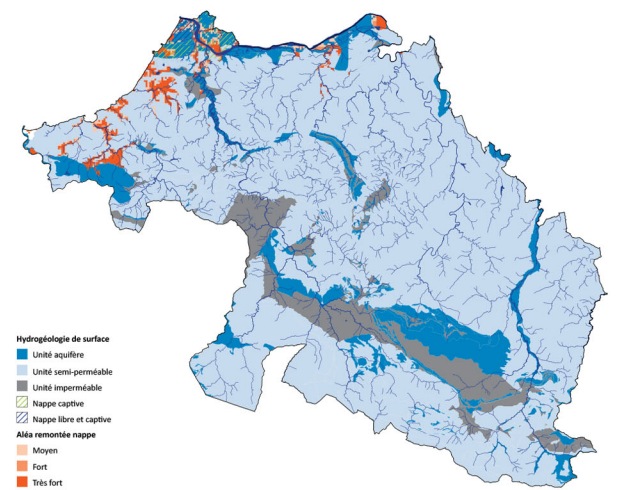 Hydrogéologie de surface
Unité aquifère
Unité semi-perméable
Unité imperméable
Nappe captive
Nappe libre et captive
Aléa remontée nappe
Moyen
Fort
Très fort